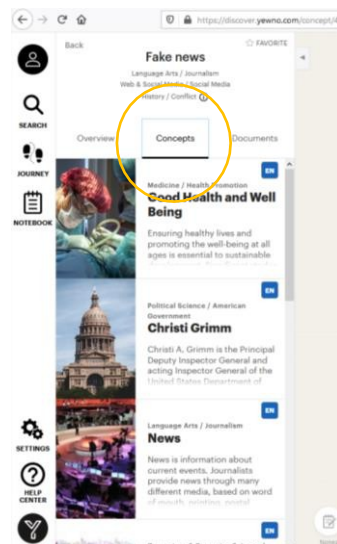 https://discover.yewno.com/concept/4
Back
FAVORITE
Fake news
Language Arts / Journalism
Web & Social Media / Social Media
History / Conflict
SEARCH
JOURNEY
NOTEBOOK
SETTINGS
HELP
CENTER
Overview
Concepts
Documents
EN
Medicine / Health Promotion
Good Health and Well
Being
Ensuring healthy lives and
promoting the well-being at all
ages is essential to sustainable
EN
Political Science / American
Government
Christi Grimm
Christi A. Grimm is the Principal
Deputy Inspector General and
acting Inspector General of the
United States Department of
EN
Language Arts / Journalism
News
News is information about
current events. Journalists
provide news through many
different media, based on word
of mouth, printing, postal
EN